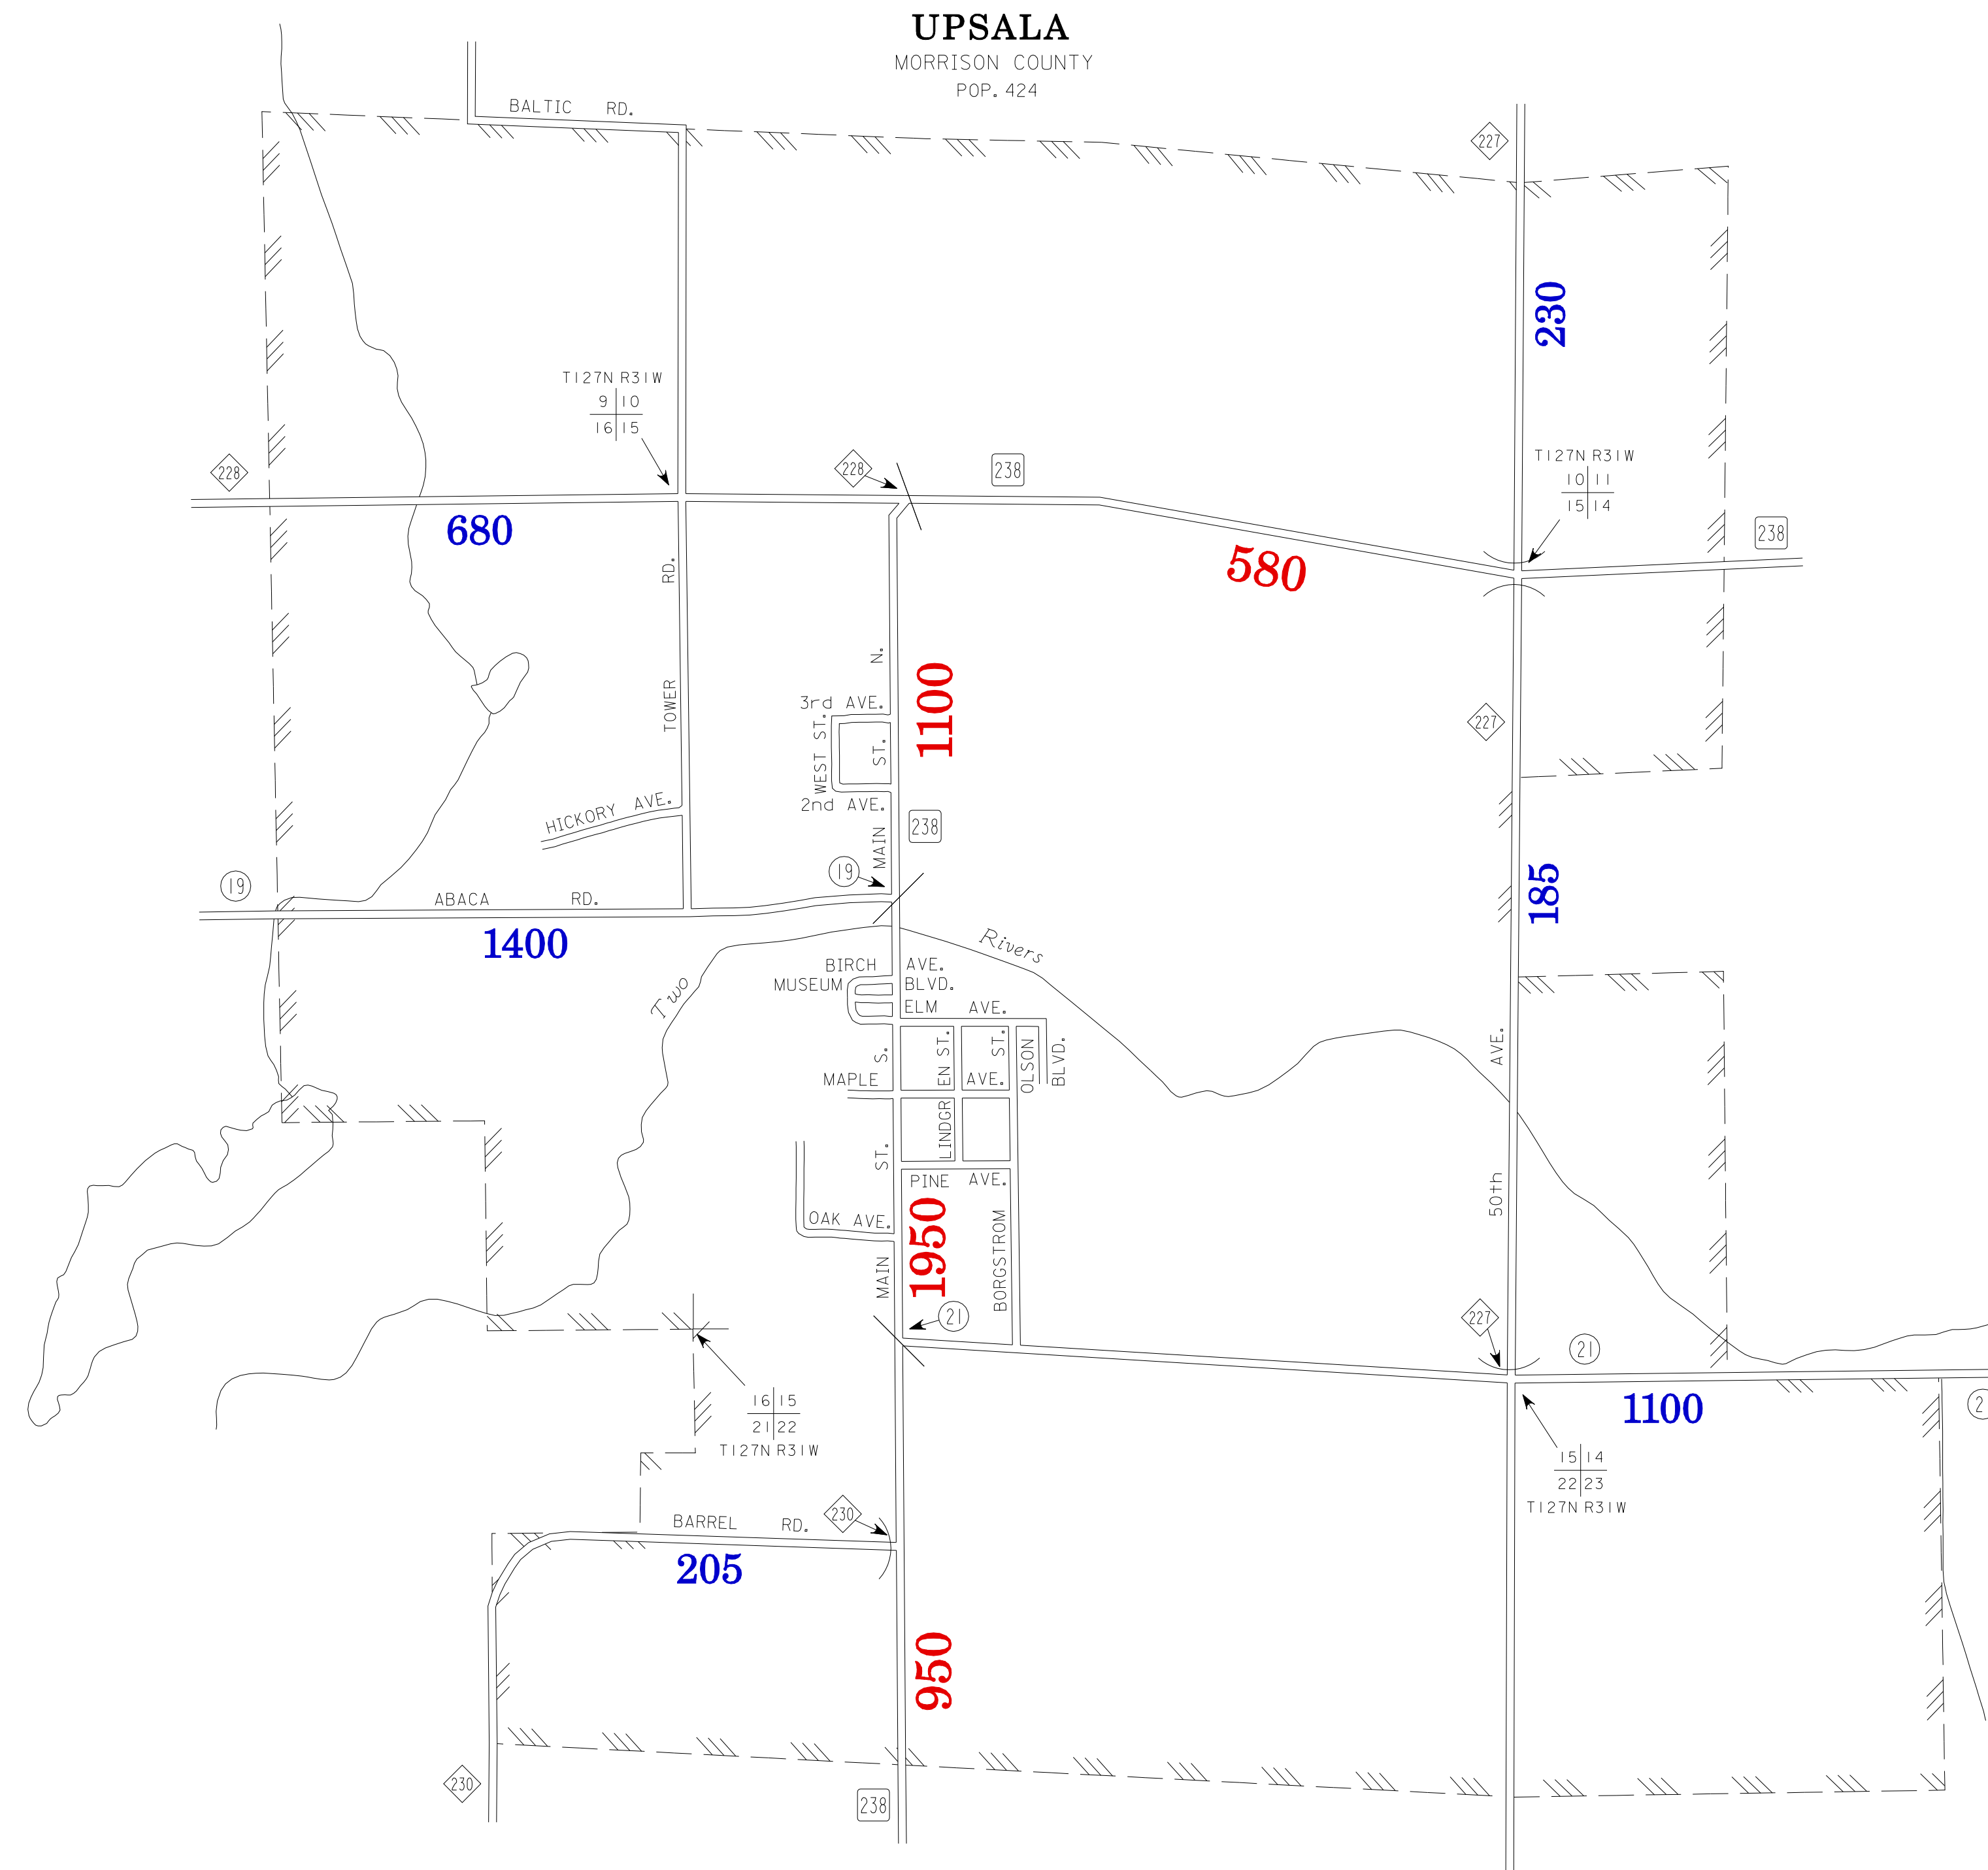 UPSALA
MORRISON COUNTY
POP. 424
BALTIC RD.
227
230
T127N R31W
9 10
16 15
228
228
238
T127N R31W
10 11
15 14
238
680
580
TOWER RD.
N.
1100
3rd AVE.
WEST ST.
ST.
2nd AVE.
227
HICKORY AVE.
MAIN
238
19
19
ABACA RD.
1400
185
Two
Rivers
BIRCH AVE.
MUSEUM BLVD.
ELM AVE.
S.
EN ST.
ST.
OLSON
BLVD.
MAPLE AVE.
LINDGR
ST.
PINE AVE.
50th AVE.
OAK AVE.
1950
BORGSTROM
MAIN
21
227
21
1100
2
16 15
21 22
T127N R31W
15 14
22 23
T127N R31W
BARREL RD.
230
205
950
230
238